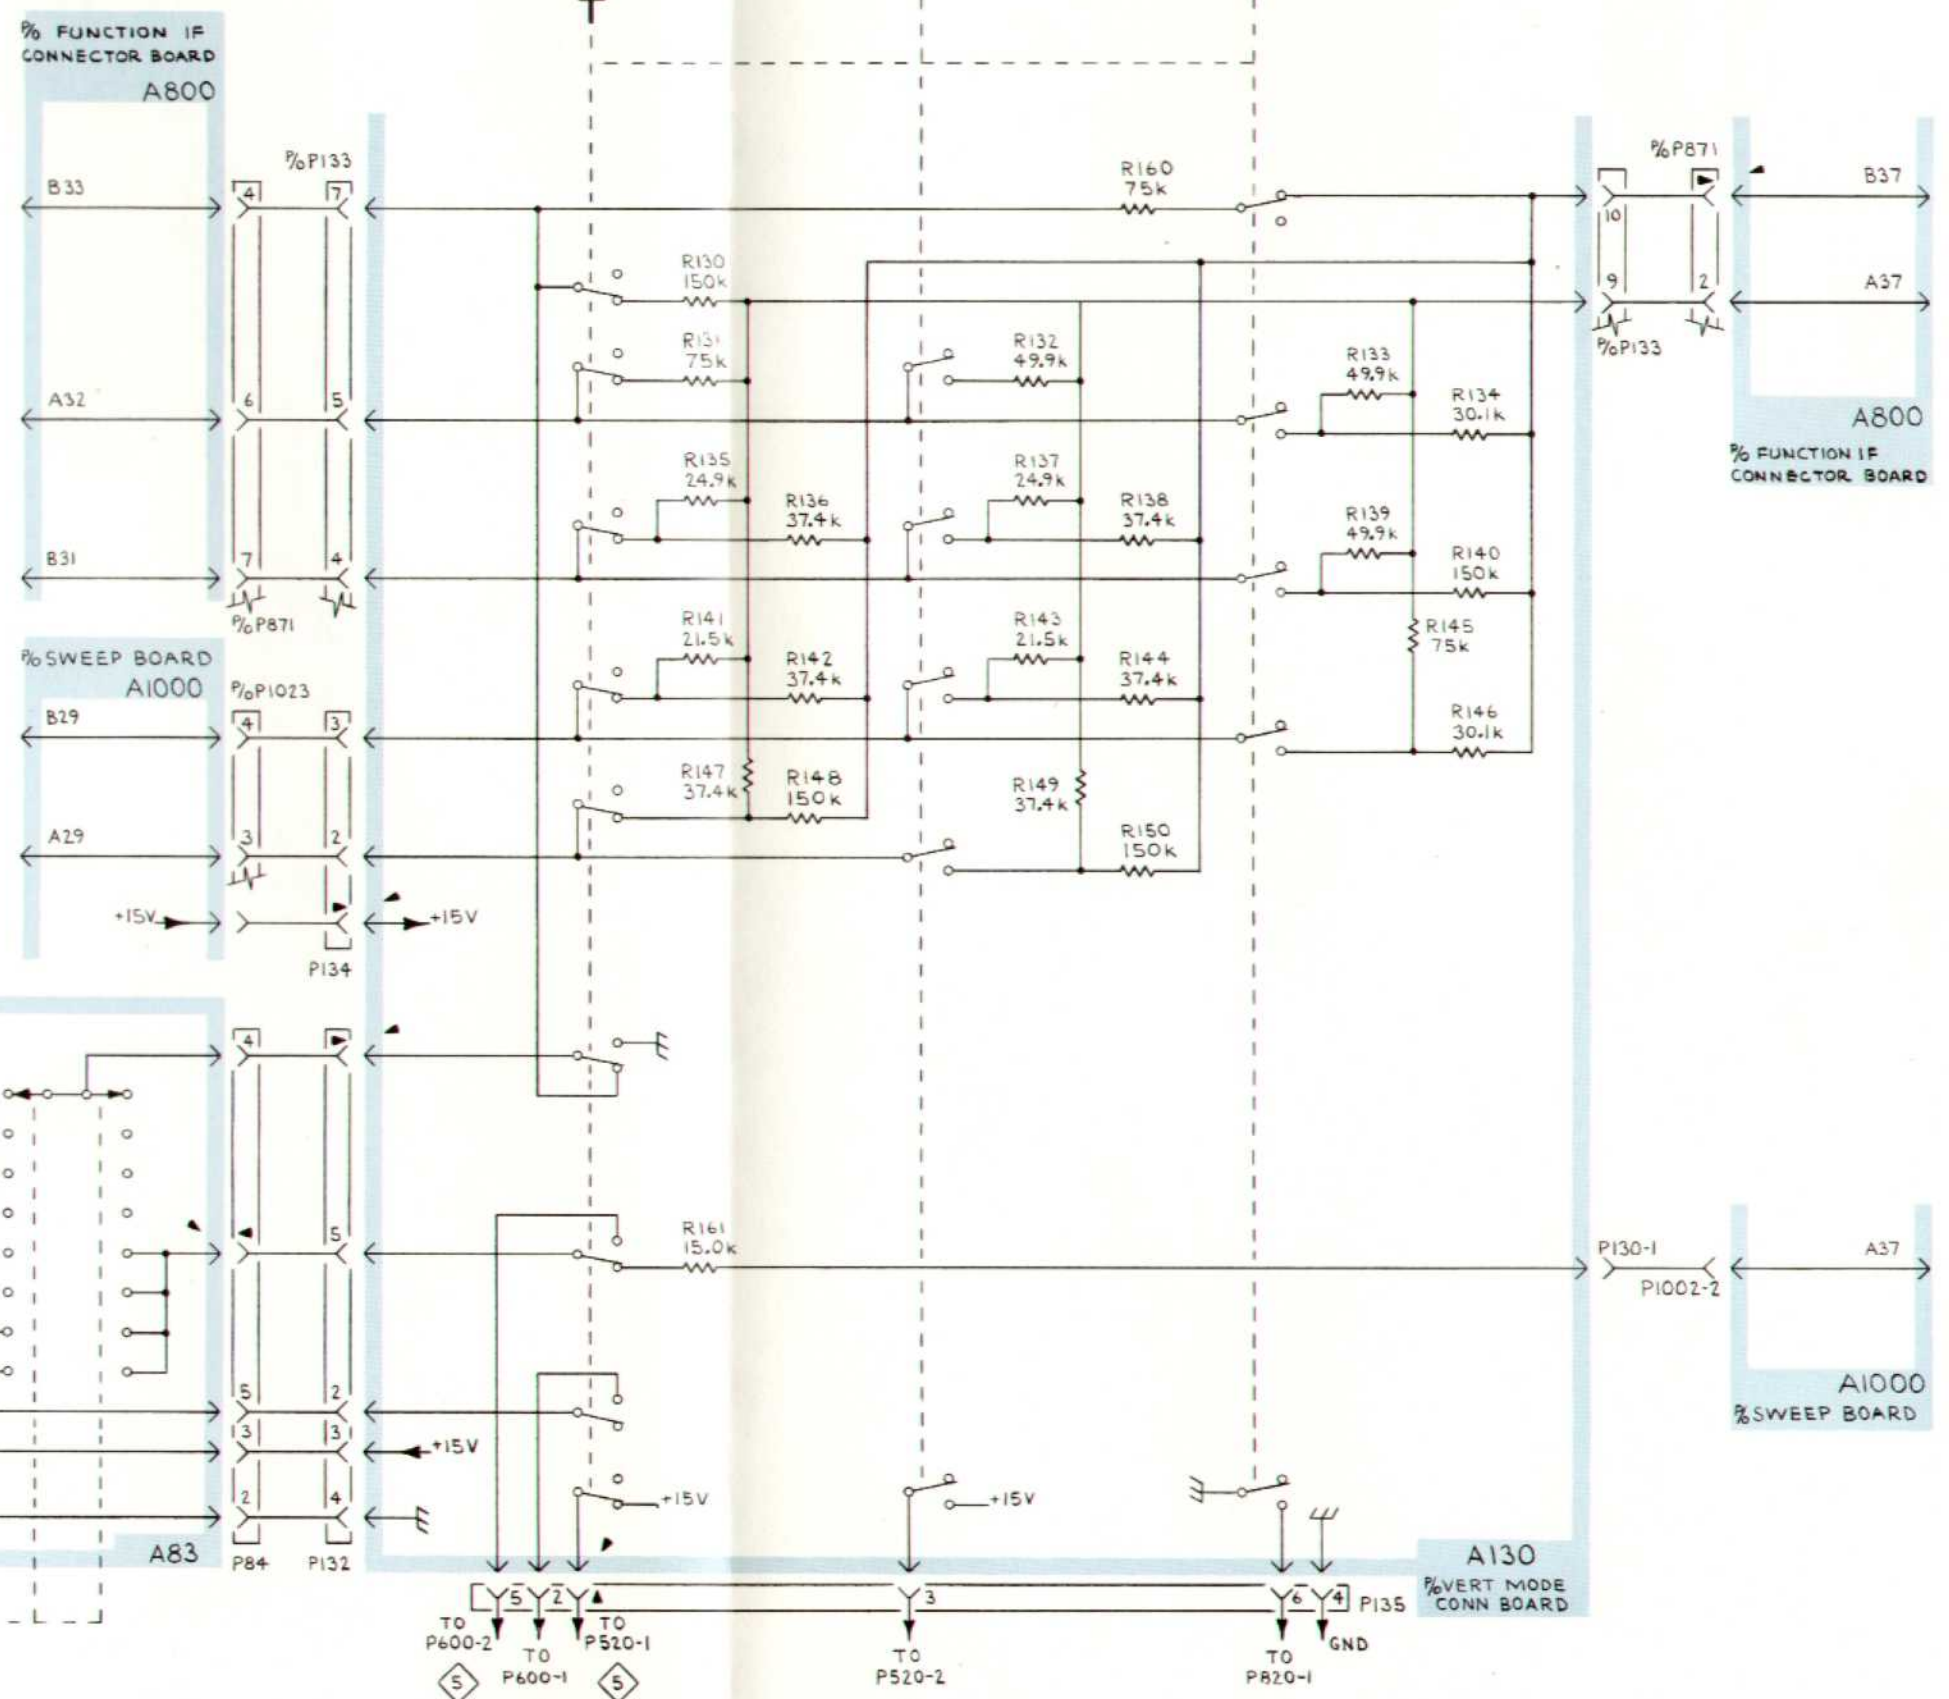 P/O FUNCTION IF
CONNECTOR BOARD
A800
B33
4
P/O P133
7
R160
75k
P/O P871
10
B37
R130
150k
9
2
A37
P/O P133
R131
75k
R132
49.9k
R133
49.9k
R134
30.1k
A32
6
5
A800
P/O FUNCTION IF
CONNECTOR BOARD
R135
24.9k
R136
37.4k
R137
24.9k
R138
37.4k
R139
49.9k
R140
150k
B31
7
4
P/O P871
R141
21.5k
R142
37.4k
R143
21.5k
R144
37.4k
R145
75k
P/O SWEEP BOARD
A1000
P/O P1023
B29
4
3
R146
30.1k
R147
37.4k
R148
150k
R149
37.4k
R150
150k
A29
3
2
+15V
+15V
P134
4
5
R161
15.0k
P130-1
P1002-2
A37
A1000
P/O SWEEP BOARD
5
2
3
3
+15V
2
4
+15V
+15V
A83
P84
P132
A130
P/O VERT MODE
CONN BOARD
5
2
3
6
4
P135
TO
P600-2
5
TO
P600-1
TO
P520-1
5
TO
P520-2
TO
P820-1
GND